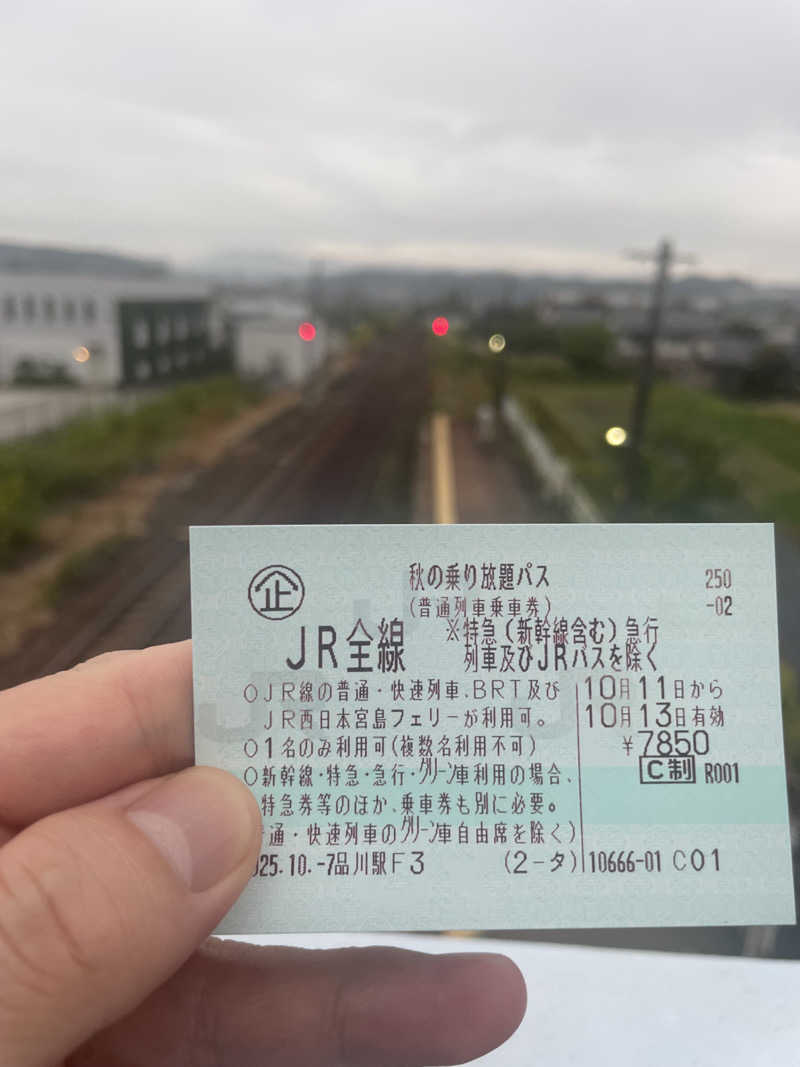 企
秋の乗り放題パス
250
(普通列車乗車券)
-02
JR全線
※特急(新幹線含む)急行
列車及びJRバスを除く
○JR線の普通・快速列車、BRT及び
JR西日本宮島フェリーが利用可。
10月11日から
10月13日有効
○1名のみ利用可(複数名利用不可)
¥7850
○新幹線・特急・急行・グリーン車利用の場合、
C制 R001
特急券等のほか、乗車券も別に必要。
通・快速列車のグリーン車自由席を除く)
025.10.-7品川駅F3
(2-タ)
10666-01 C01